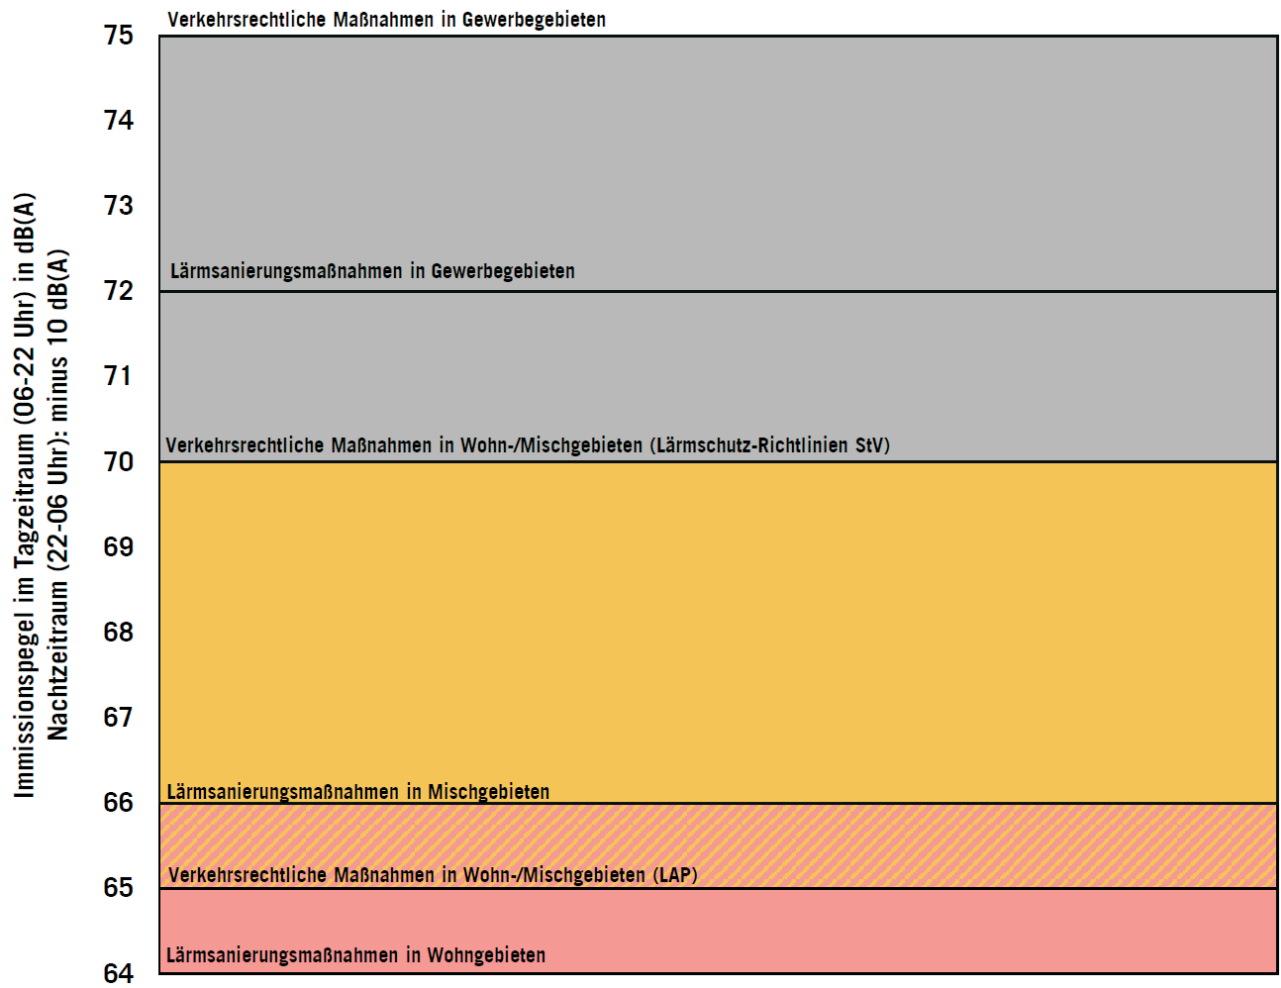 Verkehrsrechtliche Maßnahmen in Gewerbegebieten
75
74
73
Lärmsanierungsmaßnahmen in Gewerbegebieten
72
71
Verkehrsrechtliche Maßnahmen in Wohn-/Mischgebieten (Lärmschutz-Richtlinien StV)
70
69
68
67
Lärmsanierungsmaßnahmen in Mischgebieten
66
Verkehrsrechtliche Maßnahmen in Wohn-/Mischgebieten (LAP)
65
Lärmsanierungsmaßnahmen in Wohngebieten
64
Immissionspegel im Tagzeitraum (06-22 Uhr) in dB(A)
Nachtzeitraum (22-06 Uhr): minus 10 dB(A)